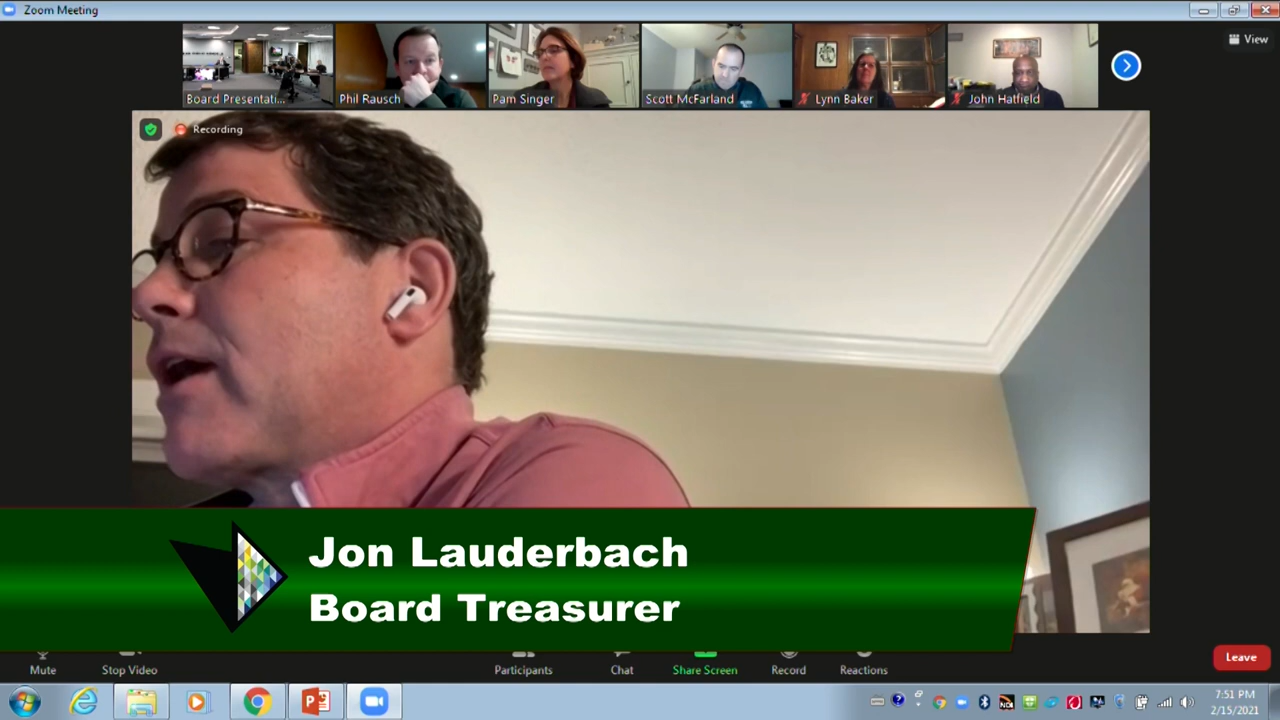 Zoom Meeting
View
Board Presentati...
Phil Rausch
Pam Singer
Scott McFarland
Lynn Baker
John Hatfield
Recording
Jon Lauderbach
Board Treasurer
Mute
Stop Video
Participants
Chat
Share Screen
Record
Reactions
Leave
7:51 PM
2/15/2021